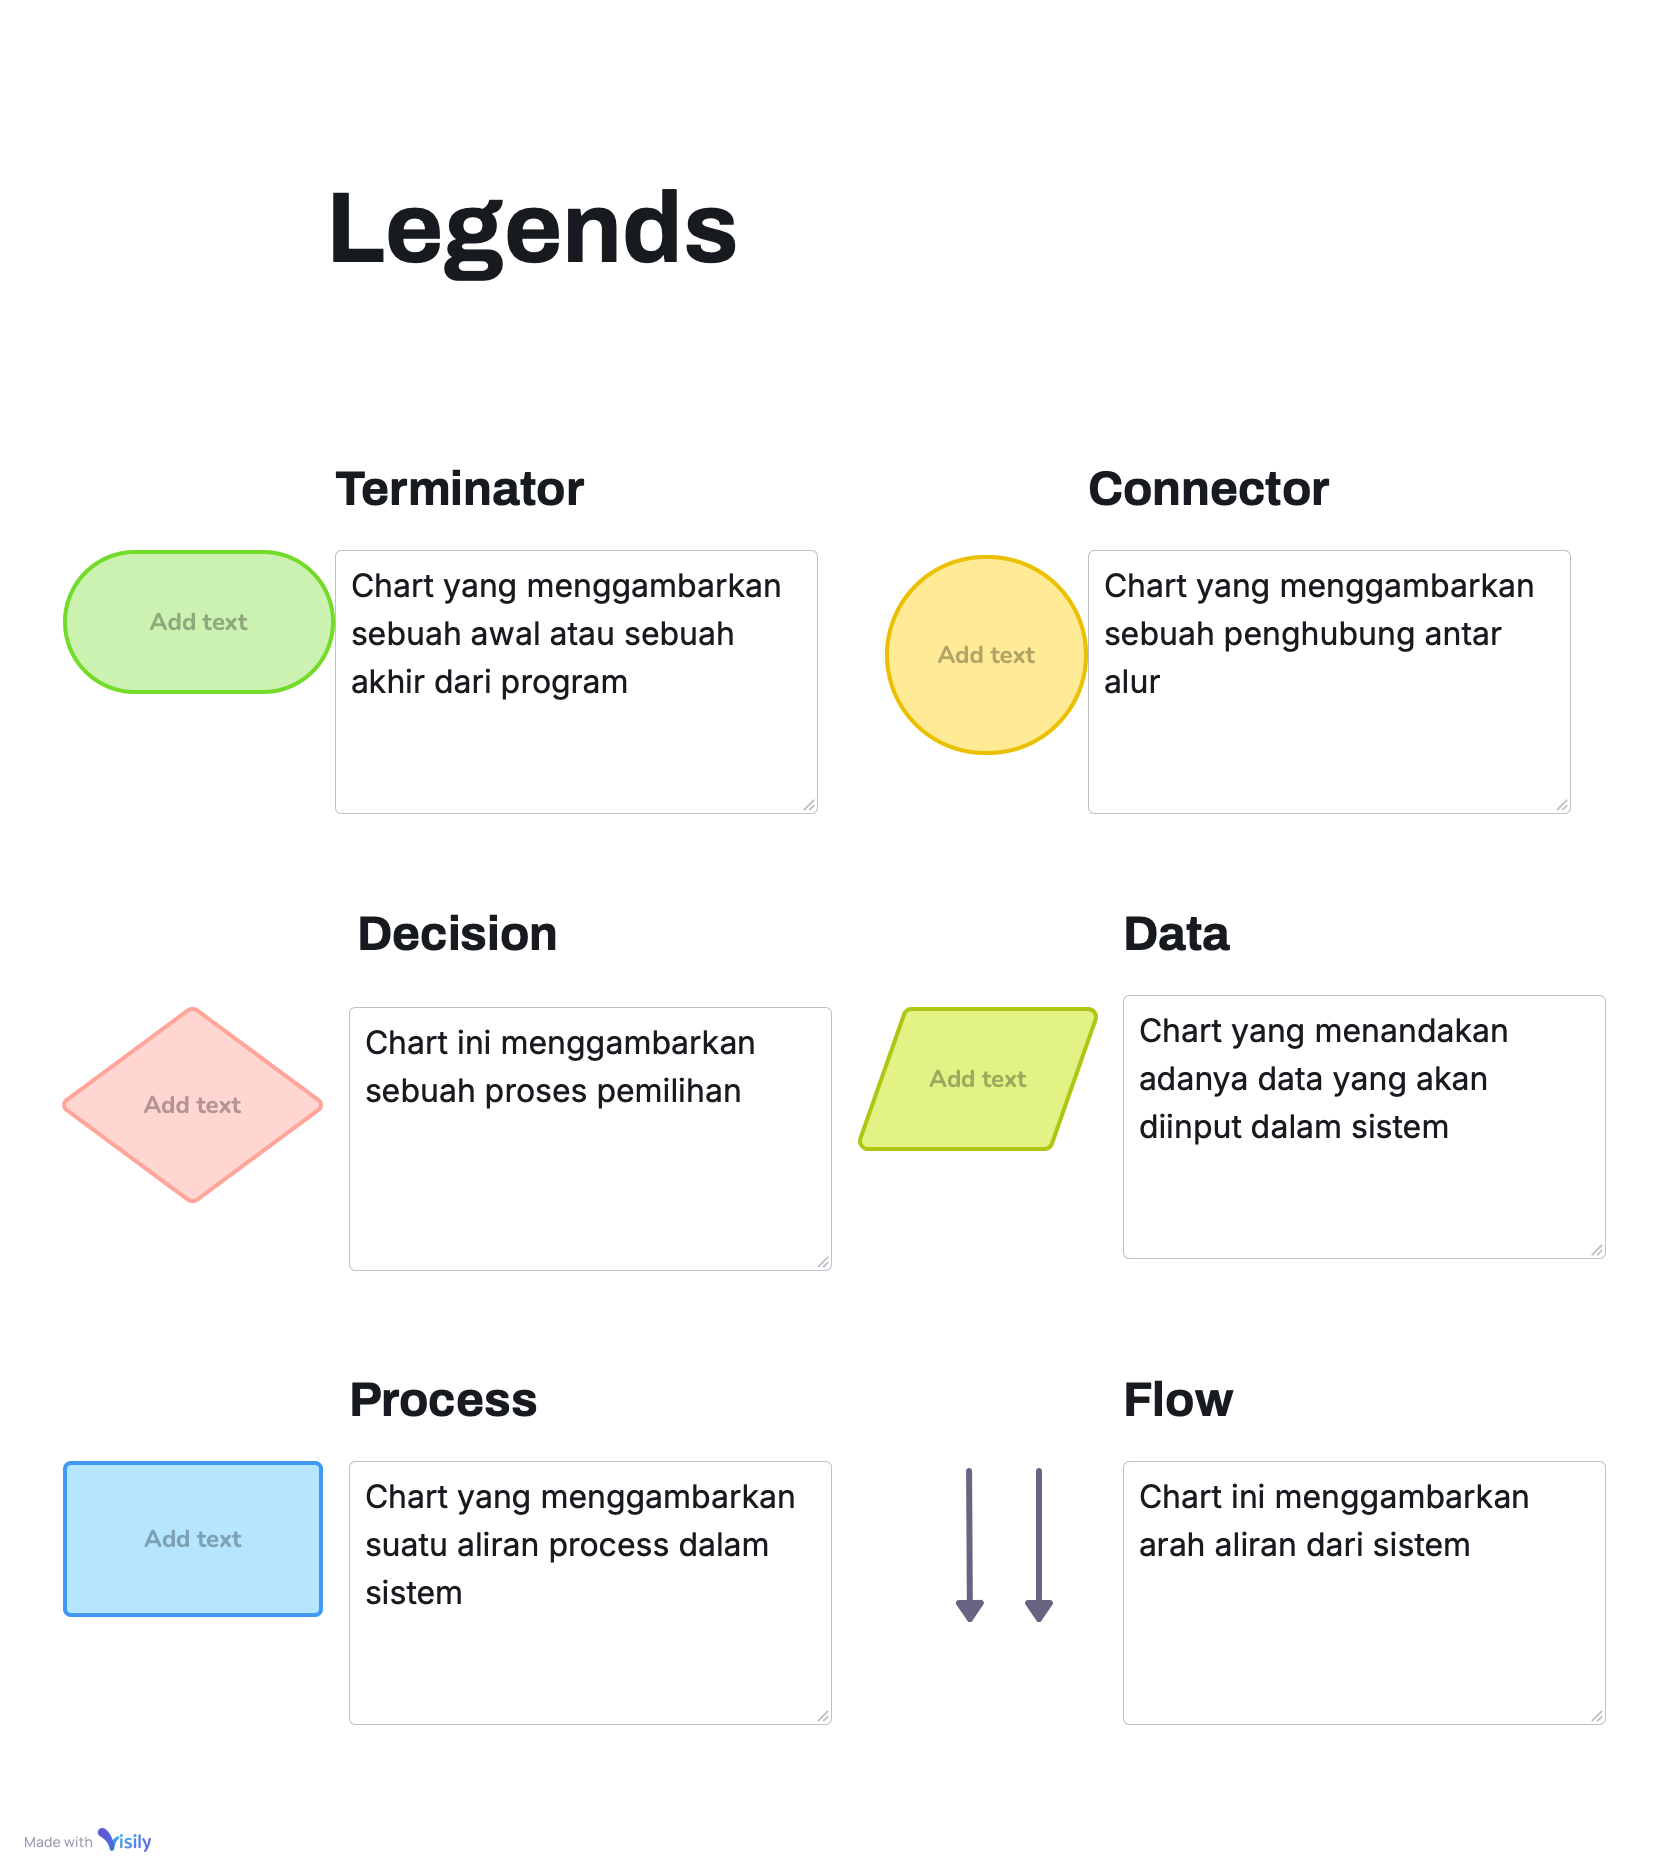 Legends
Terminator
Add text
Chart yang menggambarkan
sebuah awal atau sebuah
akhir dari program
Connector
Add text
Chart yang menggambarkan
sebuah penghubung antar
alur
Decision
Add text
Chart ini menggambarkan
sebuah proses pemilihan
Data
Add text
Chart yang menandakan
adanya data yang akan
diinput dalam sistem
Process
Add text
Chart yang menggambarkan
suatu aliran process dalam
sistem
Flow
Chart ini menggambarkan
arah aliran dari sistem
Made with Visily